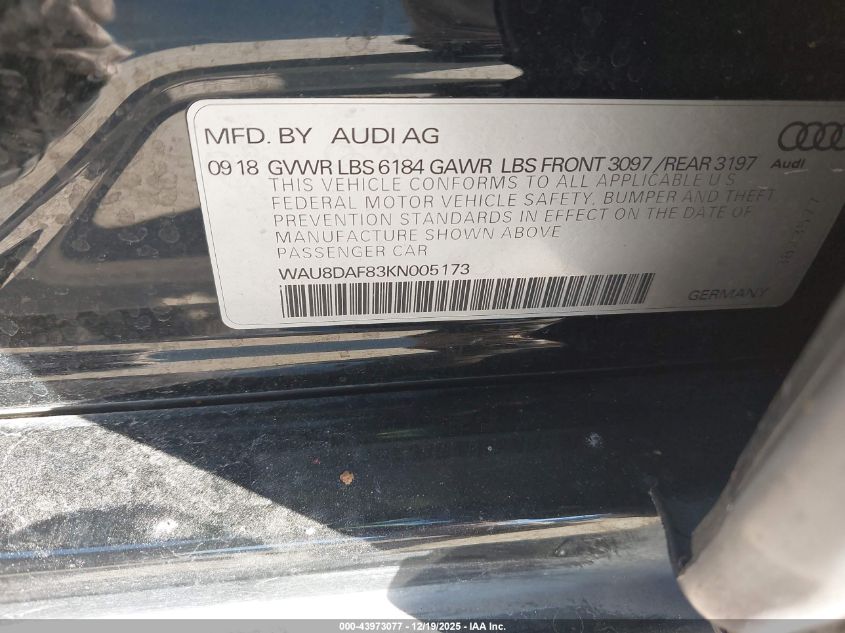 MFD. BY AUDI AG
09 18 GVWR LBS 6184 GAWR LBS FRONT 3097 / REAR 3197
Audi
THIS VEHICLE CONFORMS TO ALL APPLICABLE U S
FEDERAL MOTOR VEHICLE SAFETY, BUMPER AND THEFT
PREVENTION STANDARDS IN EFFECT ON THE DATE OF
MANUFACTURE SHOWN ABOVE
PASSENGER CAR
WAU8DAF83KN005173
GERMANY
000-43973077 - 12/19/2025 - IAA Inc.